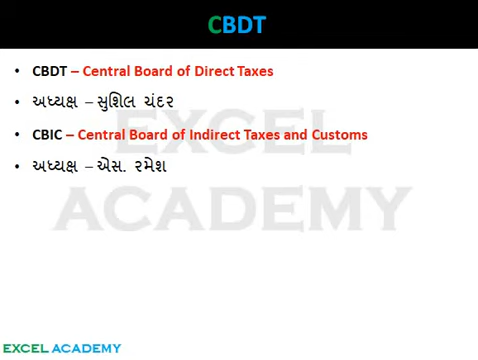 CBDT
• CBDT – Central Board of Direct Taxes
• અધ્યક્ષ – સુશિલ ચંદર
• CBIC – Central Board of Indirect Taxes and Customs
• અધ્યક્ષ – એસ. રમેશ
EXCEL
ACADEMY
EXCEL ACADEMY